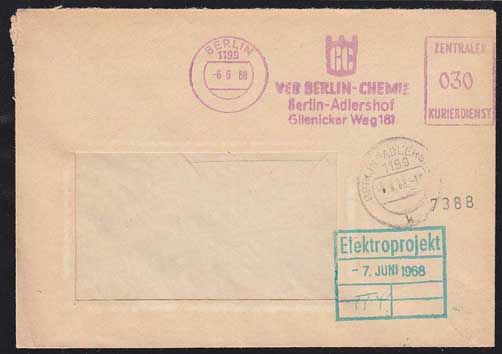 BERLIN
1199
-6 6 68
VEB BERLIN-CHEMIE
Berlin-Adlershof
Glienicker Weg 181
ZENTRALER
030
KURIERDIENST
1199
k
7388
Elektroprojekt
-7. JUNI 1968